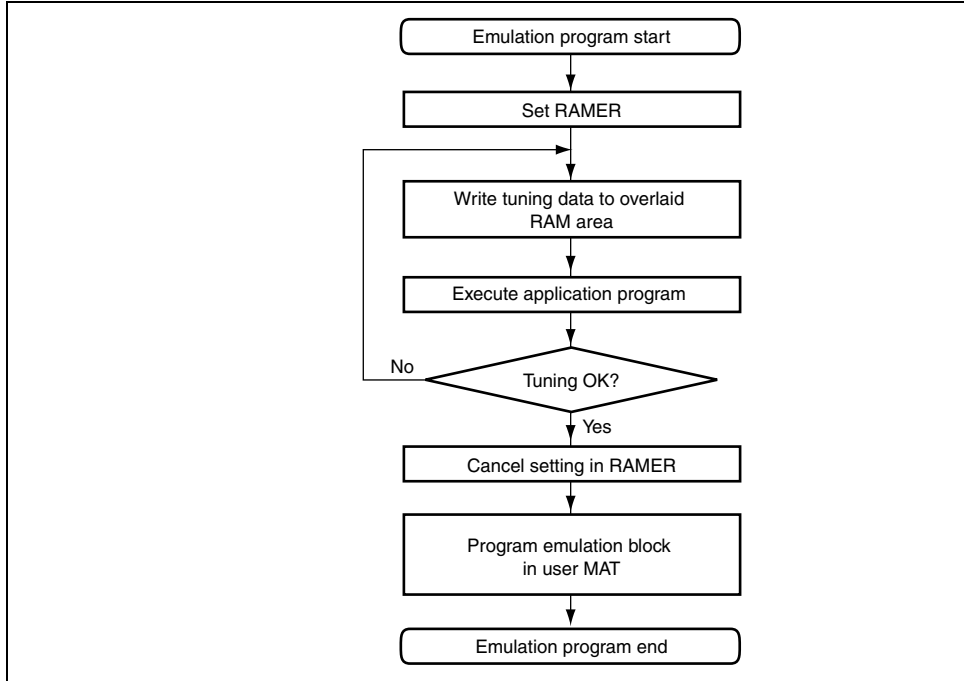 Emulation program start
Set RAMER
Write tuning data to overlaid
RAM area
Execute application program
No
Tuning OK?
Yes
Cancel setting in RAMER
Program emulation block
in user MAT
Emulation program end